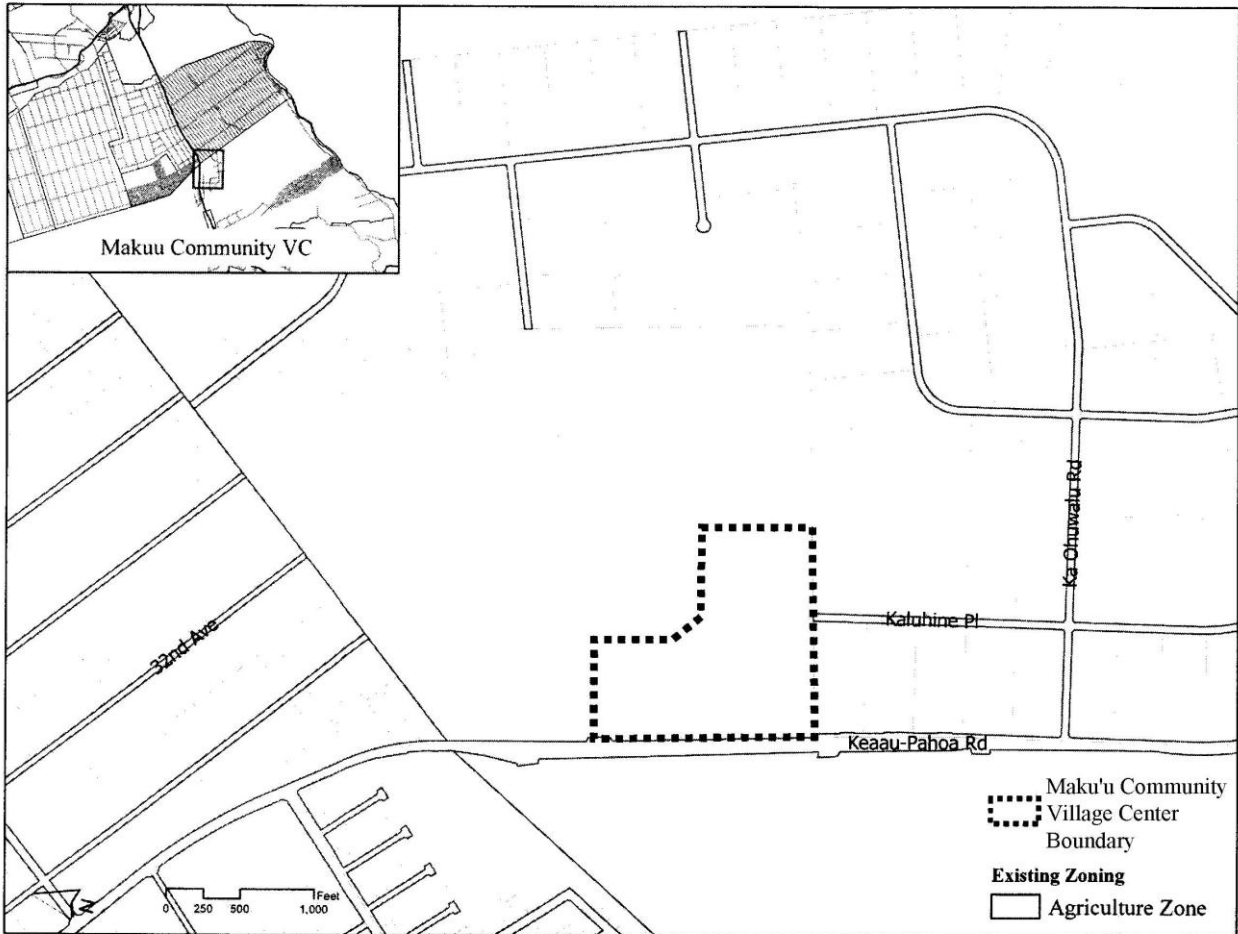 Makuu Community VC
32nd Ave
Ka Ohuwalu Rd
Kaluhine Pl
Keaau-Pahoa Rd
Maku'u Community
Village Center
Boundary
Existing Zoning
Agriculture Zone
N
Feet
0 250 500 1,000